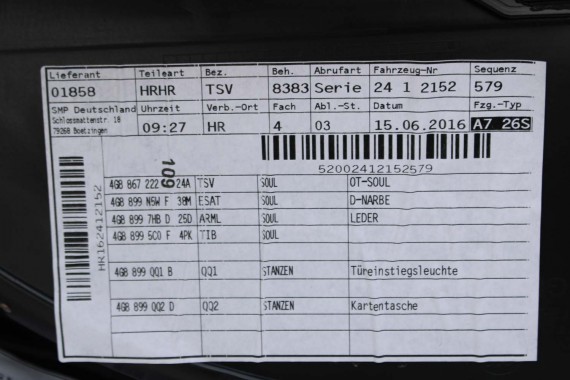 Lieferant Teileart Bez. Beh. Abrufart Fahrzeug-Nr Sequenz
01858 HRHR TSV 8383 Serie 24 1 2152 579
SMP Deutschland Uhrzeit Verb.-Ort Fach Abl.-St. Datum Fzg.-Typ
Schlossmattenstr. 18
79268 Boetzingen
09:27 HR 4 03 15.06.2016 A7 26S
52002412152579
109
HR162412152
4G8 867 222 24A TSV SOUL OT-SOUL
4G8 899 N5W F 38M ESAT SOUL D-NARBE
4G8 899 7HB D 25D ARML SOUL LEDER
4G8 899 5C0 F 4PK TIB SOUL
4G8 899 QQ1 B QQ1 STANZEN Türeinstiegsleuchte
4G8 899 QQ2 D QQ2 STANZEN Kartentasche